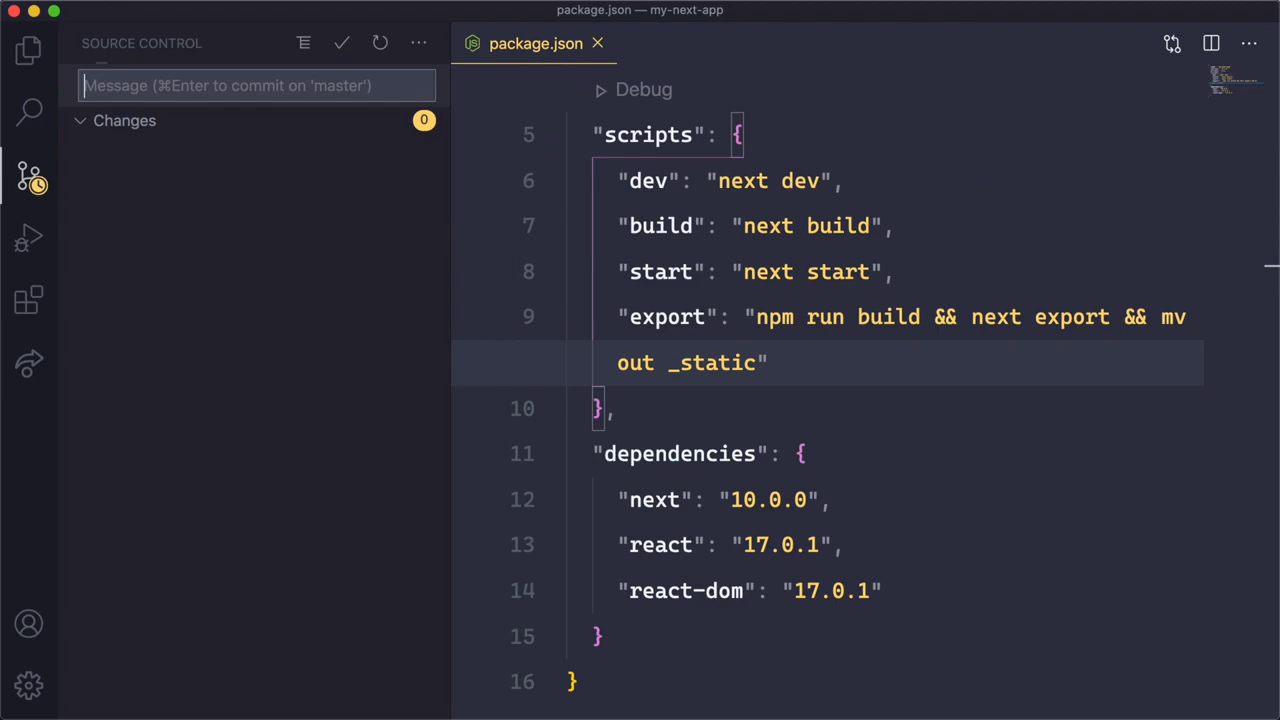 package.json — my-next-app
SOURCE CONTROL
Message (⌘Enter to commit on 'master')
Changes
0
JS package.json
Debug
5 "scripts": {
6 "dev": "next dev",
7 "build": "next build",
8 "start": "next start",
9 "export": "npm run build && next export && mv
out _static"
10 },
11 "dependencies": {
12 "next": "10.0.0",
13 "react": "17.0.1",
14 "react-dom": "17.0.1"
15 }
16 }